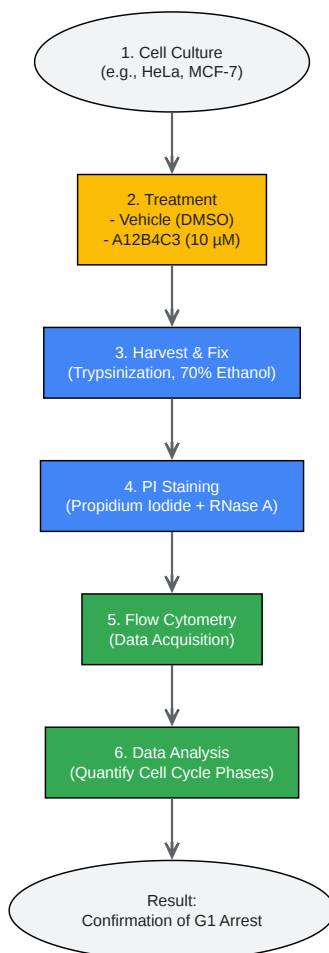 1. Cell Culture
(e.g., HeLa, MCF-7)
2. Treatment
- Vehicle (DMSO)
- A12B4C3 (10 µM)
3. Harvest & Fix
(Trypsinization, 70% Ethanol)
4. PI Staining
(Propidium Iodide + RNase A)
5. Flow Cytometry
(Data Acquisition)
6. Data Analysis
(Quantify Cell Cycle Phases)
Result:
Confirmation of G1 Arrest